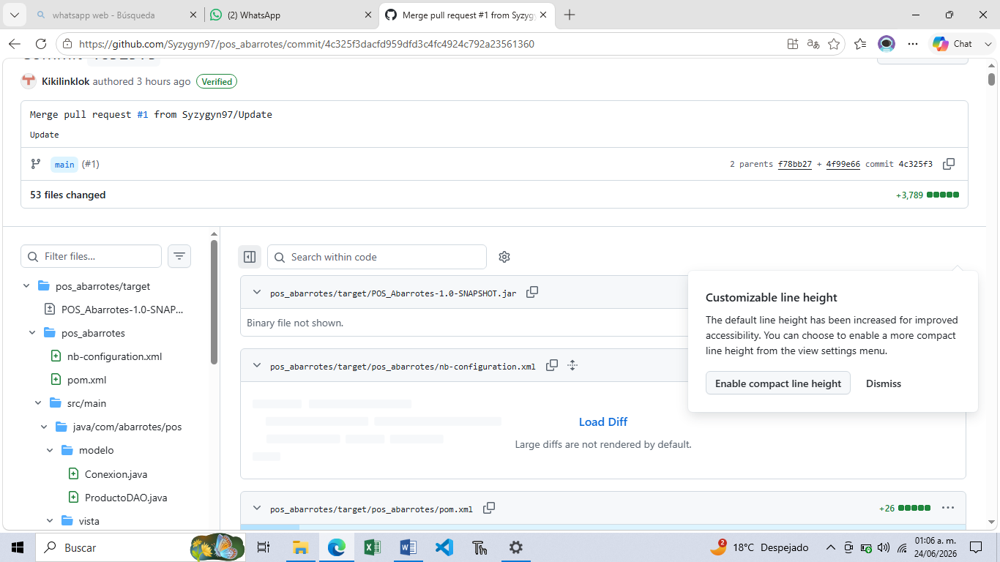 whatsapp web - Búsqueda
(2) WhatsApp
Merge pull request #1 from Syzyg
https://github.com/Syzygyn97/pos_abarrotes/commit/4c325f3dacfd959dfd3c4fc4924c792a23561360
Chat
Kikilinklok authored 3 hours ago Verified
Merge pull request #1 from Syzygyn97/Update
Update
main (#1)
2 parents f78bb27 + 4f99e66 commit 4c325f3
53 files changed
+3,789
Filter files...
Search within code
pos_abarrotes/target
POS_Abarrotes-1.0-SNAP...
pos_abarrotes
nb-configuration.xml
pom.xml
src/main
java/com/abarrotes/pos
modelo
Conexion.java
ProductoDAO.java
vista
pos_abarrotes/target/POS_Abarrotes-1.0-SNAPSHOT.jar
Binary file not shown.
pos_abarrotes/target/pos_abarrotes/nb-configuration.xml
Load Diff
Large diffs are not rendered by default.
pos_abarrotes/target/pos_abarrotes/pom.xml
+26
Customizable line height
The default line height has been increased for improved
accessibility. You can choose to enable a more compact
line height from the view settings menu.
Enable compact line height
Dismiss
Buscar
2
18°C Despejado
01:06 a. m.
24/06/2026